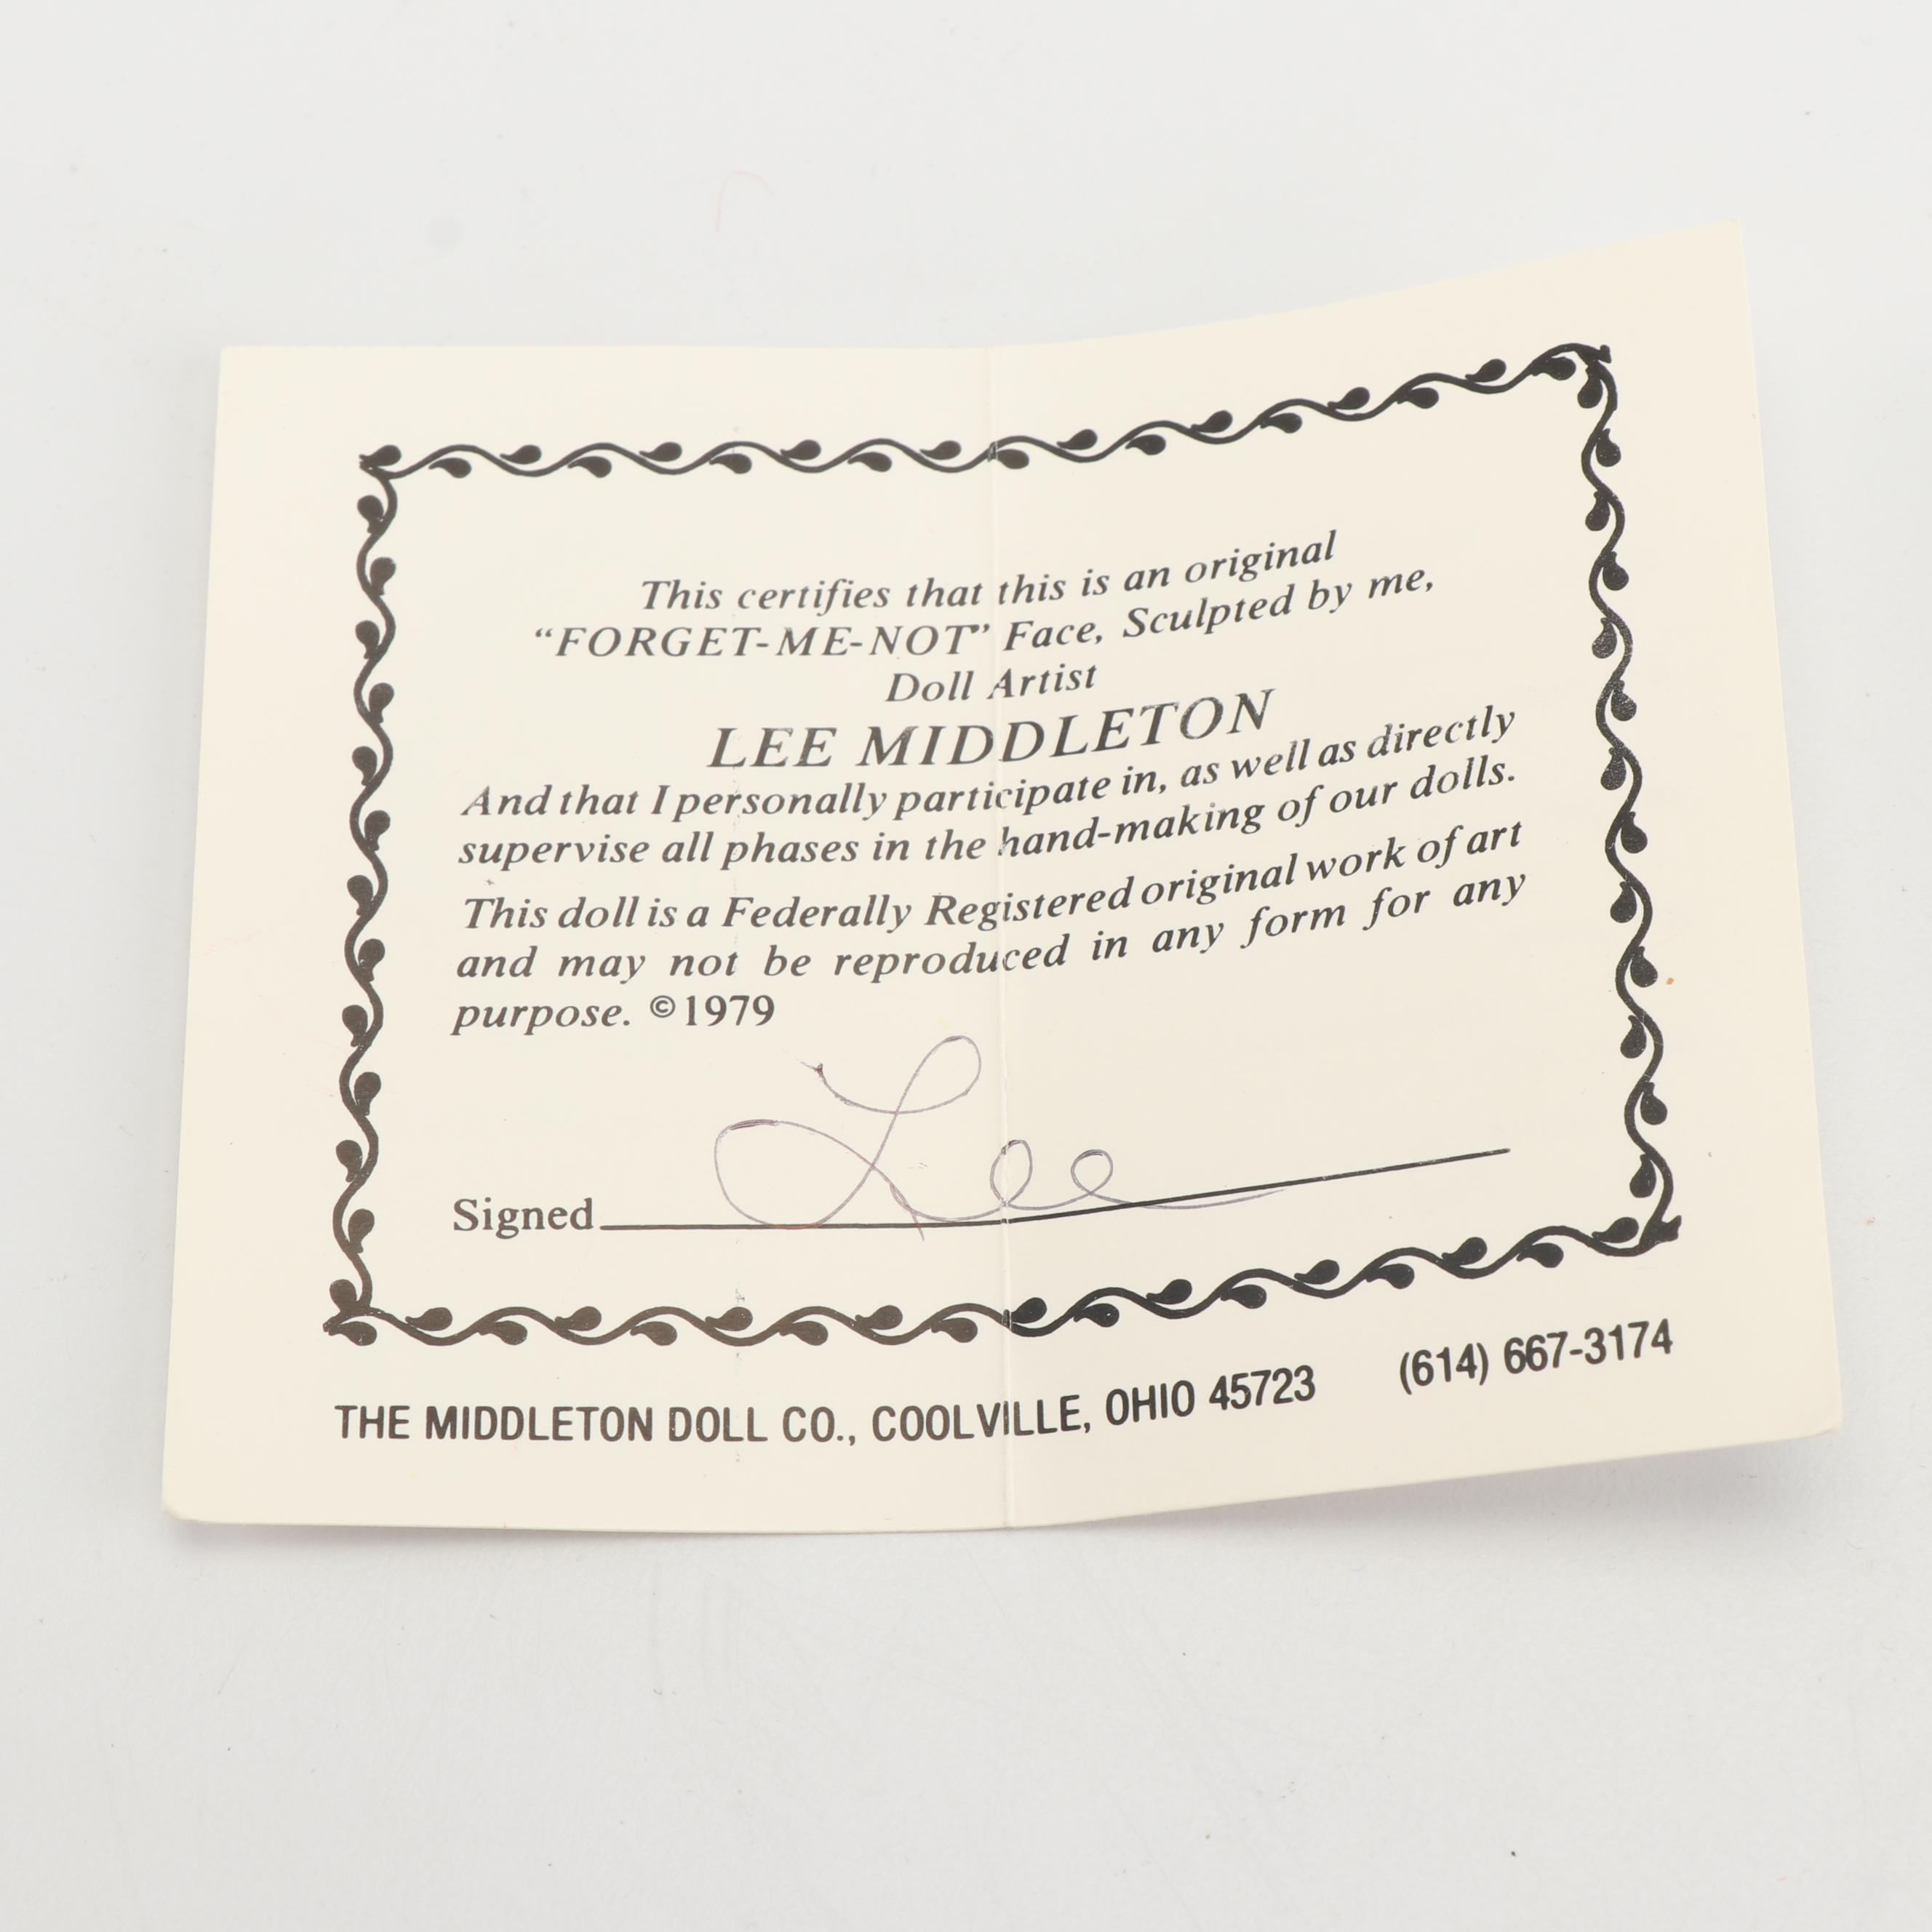 This certifies that this is an original
“FORGET-ME-NOT” Face, Sculpted by me,
Doll Artist
LEE MIDDLETON
And that I personally participate in, as well as directly
supervise all phases in the hand-making of our dolls.
This doll is a Federally Registered original work of art
and may not be reproduced in any form for any
purpose. ©1979
Signed Lee
THE MIDDLETON DOLL CO., COOLVILLE, OHIO 45723 (614) 667-3174